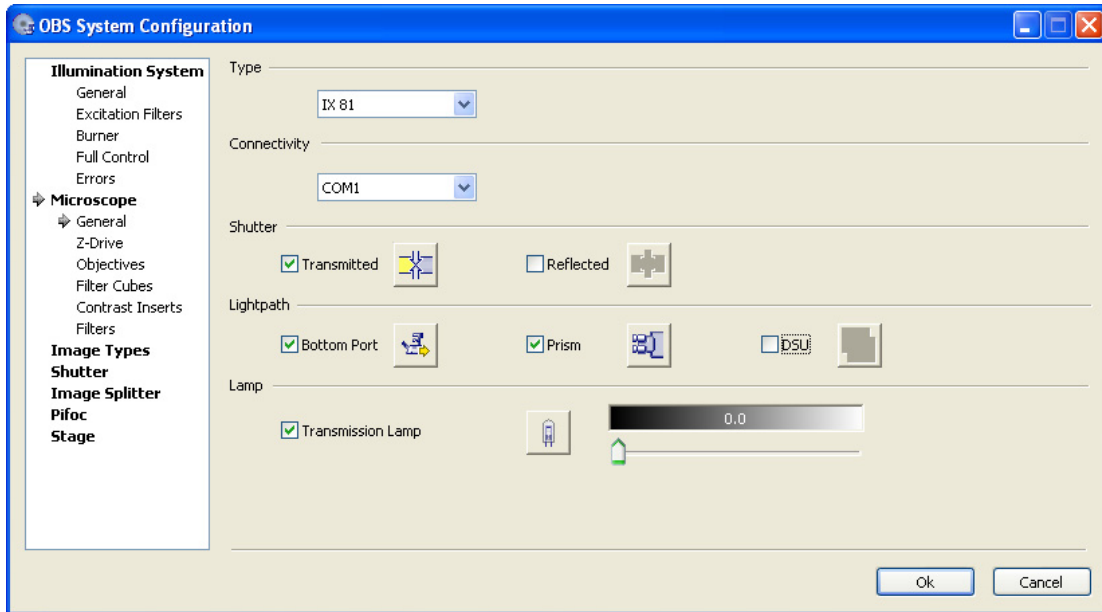 OBS System Configuration
Illumination System
General
Excitation Filters
Burner
Full Control
Errors
Microscope
General
Z-Drive
Objectives
Filter Cubes
Contrast Inserts
Filters
Image Types
Shutter
Image Splitter
Pifoc
Stage
Type
IX 81
Connectivity
COM1
Shutter
Transmitted Reflected
Lightpath
Bottom Port Prism DSU
Lamp
Transmission Lamp 0.0
Ok Cancel